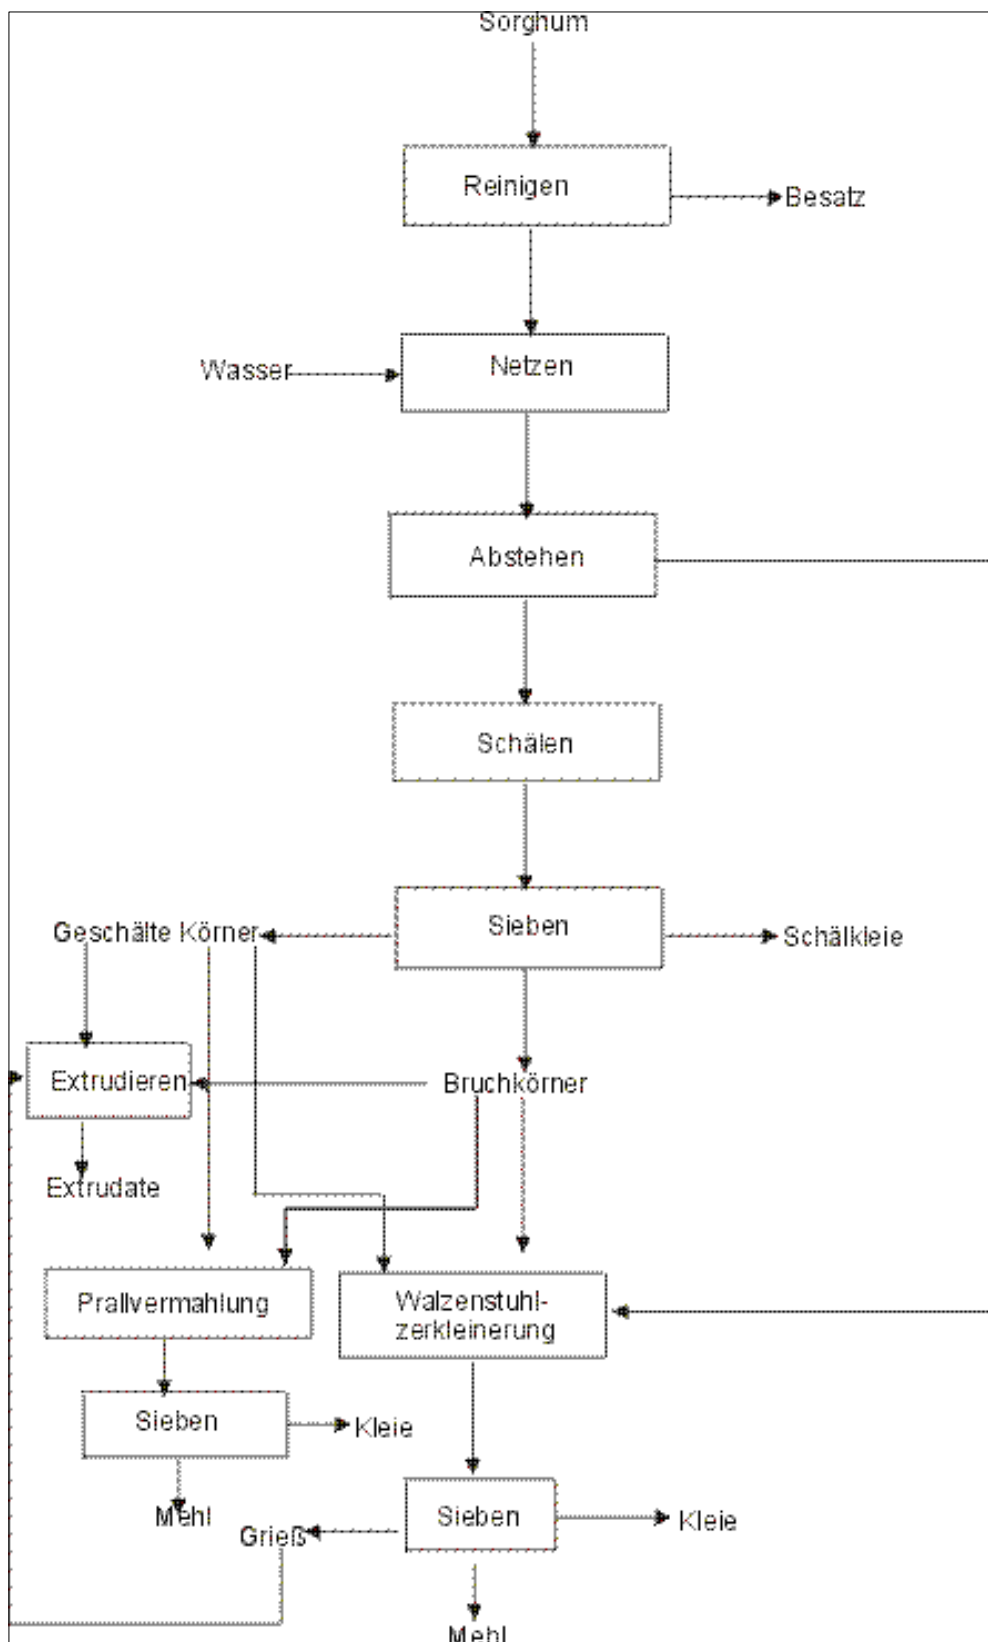 Sorghum
Reinigen
Besatz
Wasser
Netzen
Abstehen
Schälen
Geschälte Körner
Sieben
Schälkleie
Extrudieren
Bruchkörner
Extrudate
Prallvermahlung
Walzenstuhl-
zerkleinerung
Sieben
Kleie
Mehl
Grieß
Sieben
Kleie
Mehl